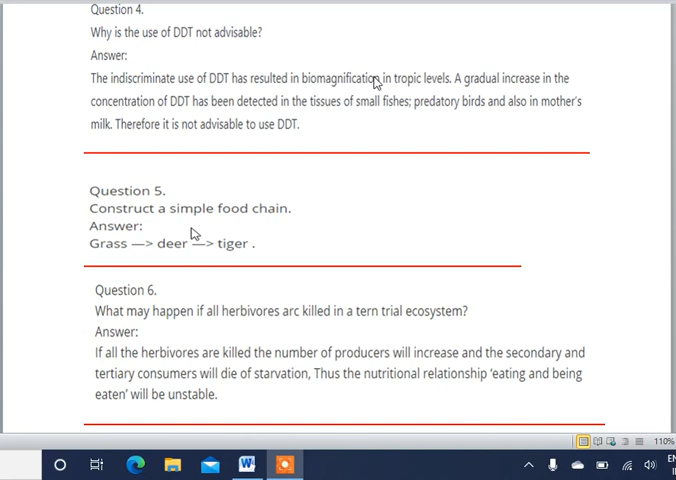 Question 4.
Why is the use of DDT not advisable?
Answer:
The indiscriminate use of DDT has resulted in biomagnification in tropic levels. A gradual increase in the
concentration of DDT has been detected in the tissues of small fishes; predatory birds and also in mother's
milk. Therefore it is not advisable to use DDT.
Question 5.
Construct a simple food chain.
Answer:
Grass —> deer —> tiger .
Question 6.
What may happen if all herbivores arc killed in a tern trial ecosystem?
Answer:
If all the herbivores are killed the number of producers will increase and the secondary and
tertiary consumers will die of starvation, Thus the nutritional relationship 'eating and being
eaten' will be unstable.
110%